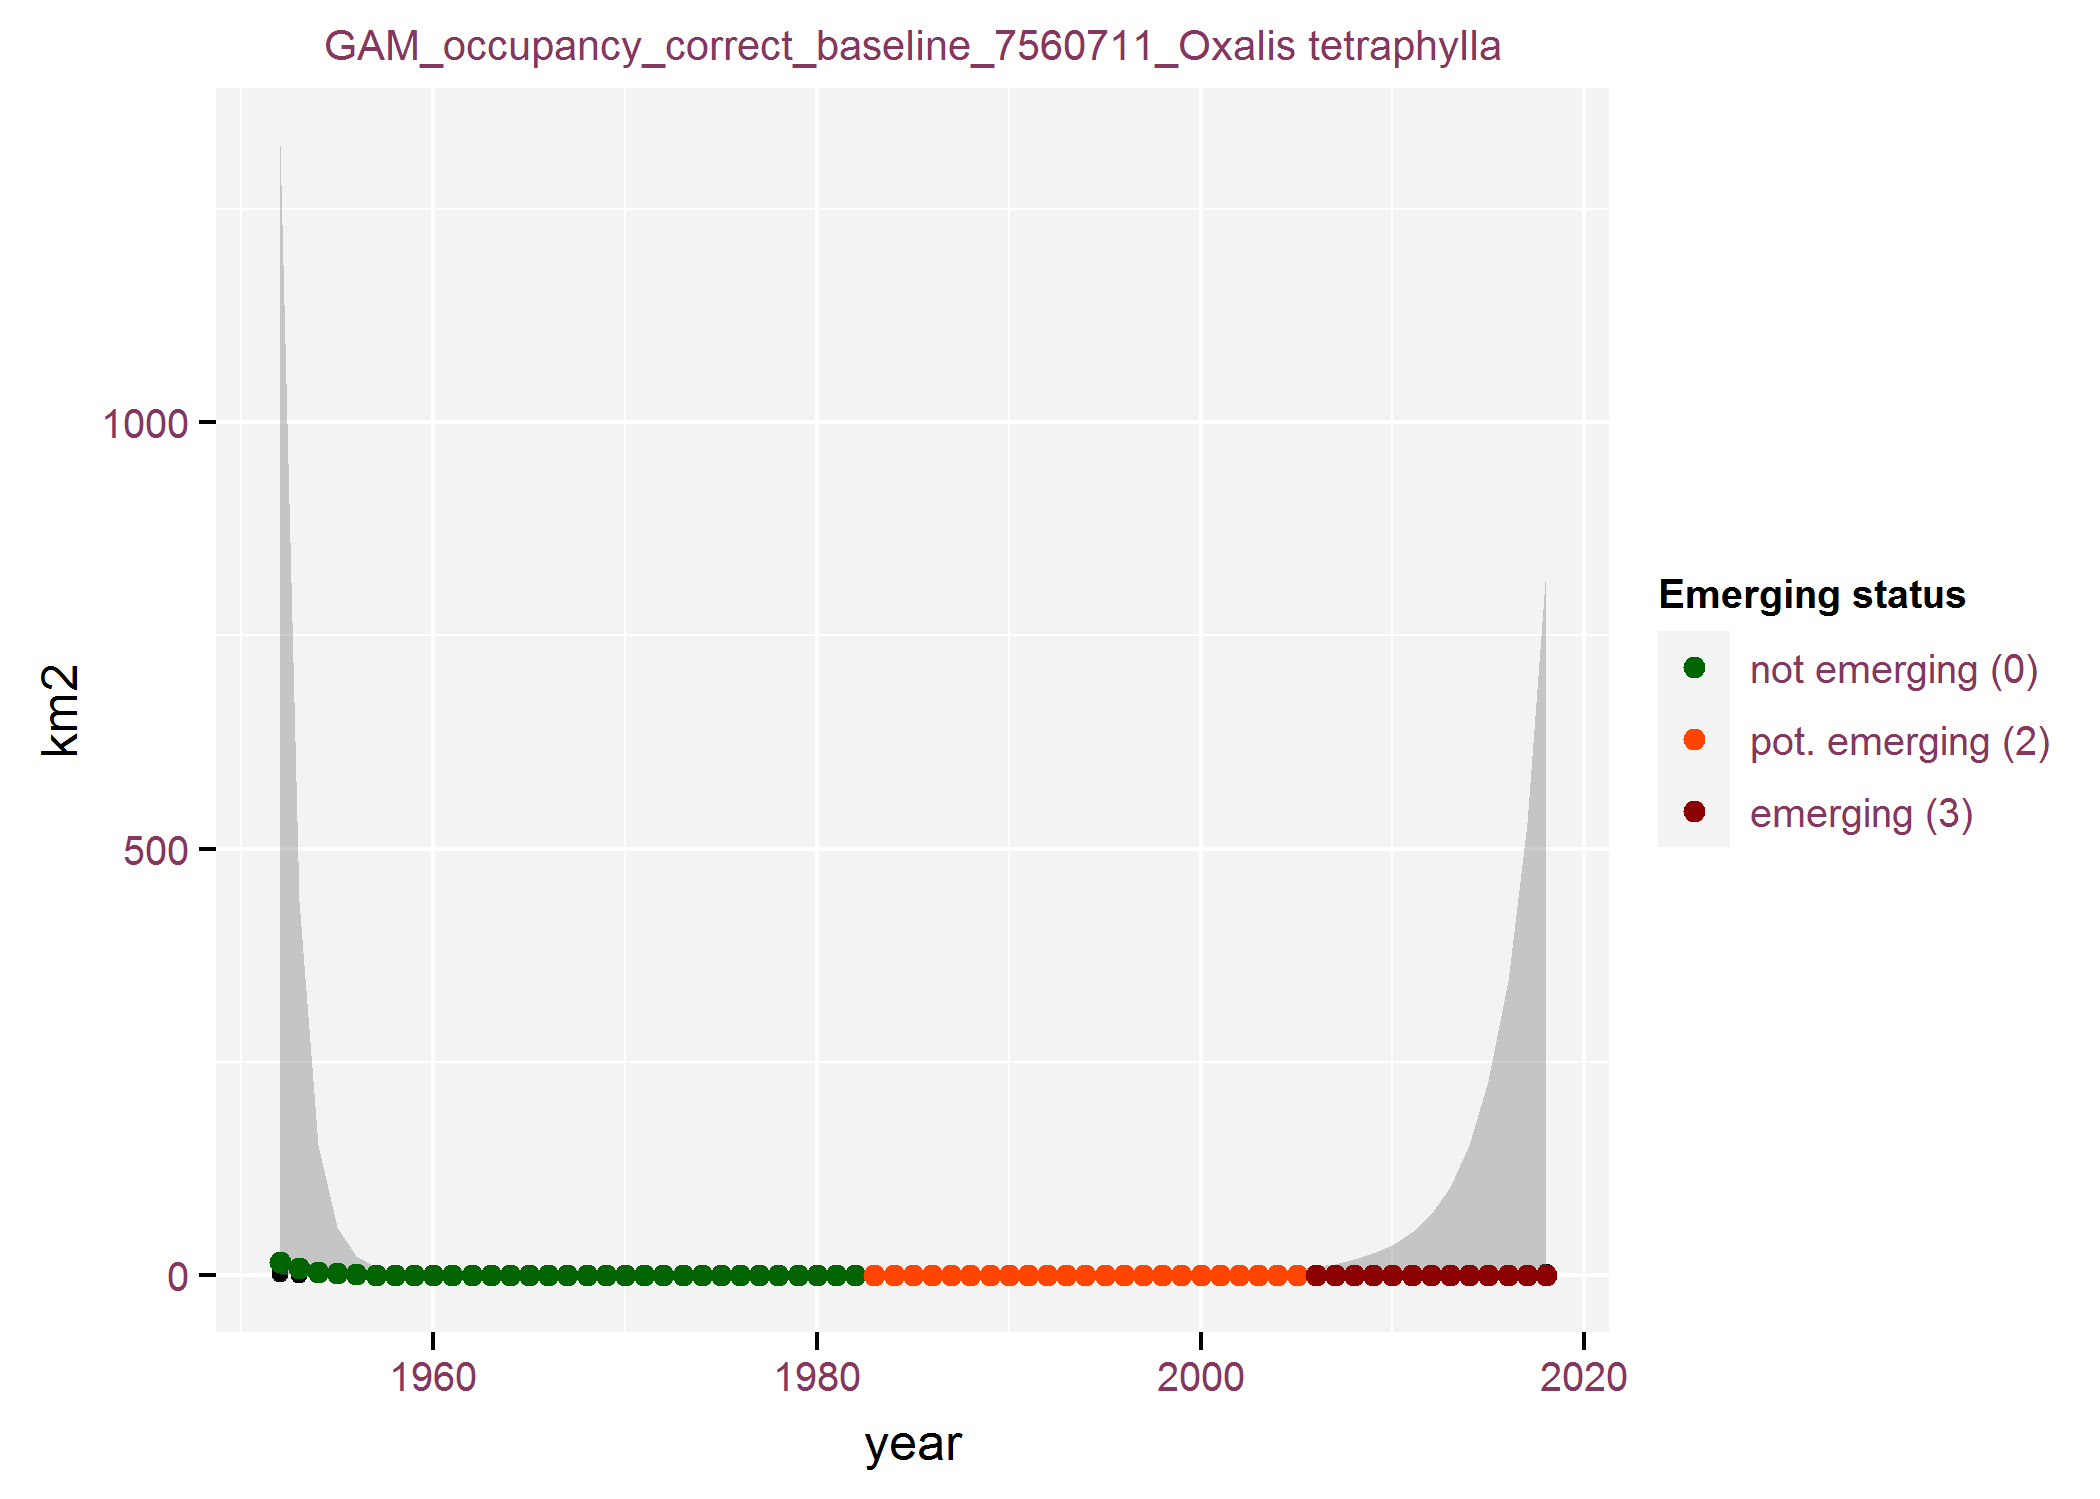 GAM_occupancy_correct_baseline_7560711_Oxalis tetraphylla
1000
500
0
km2
1960
1980
2000
2020
year
Emerging status
not emerging (0)
pot. emerging (2)
emerging (3)